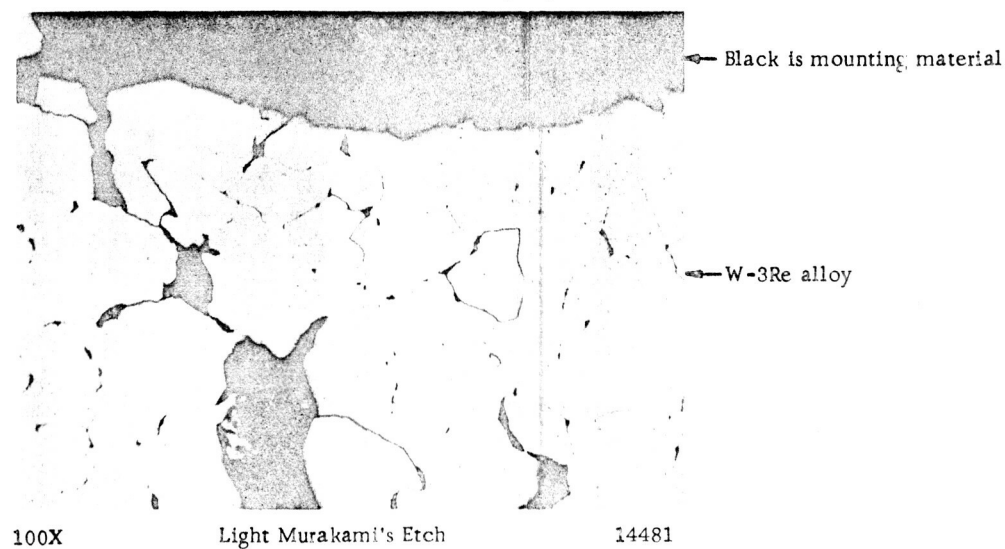 Black is mounting material
W-3Re alloy
100X Light Murakami's Etch 14481